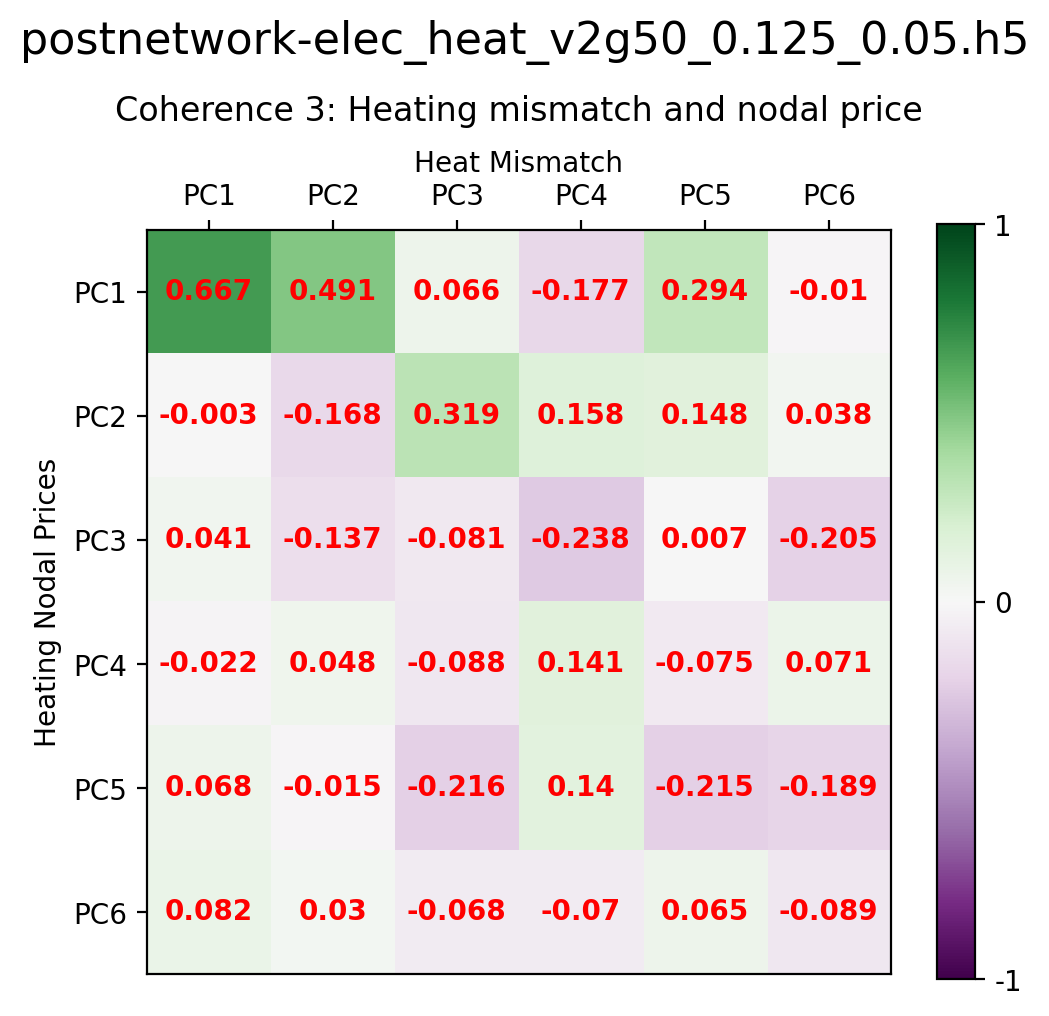 postnetwork-elec_heat_v2g50_0.125_0.05.h5
Coherence 3: Heating mismatch and nodal price
Heat Mismatch
PC1 PC2 PC3 PC4 PC5 PC6
1
PC1 0.667 0.491 0.066 -0.177 0.294 -0.01
PC2 -0.003 -0.168 0.319 0.158 0.148 0.038
Heating Nodal Prices
PC3 0.041 -0.137 -0.081 -0.238 0.007 -0.205
0
PC4 -0.022 0.048 -0.088 0.141 -0.075 0.071
PC5 0.068 -0.015 -0.216 0.14 -0.215 -0.189
PC6 0.082 0.03 -0.068 -0.07 0.065 -0.089
-1